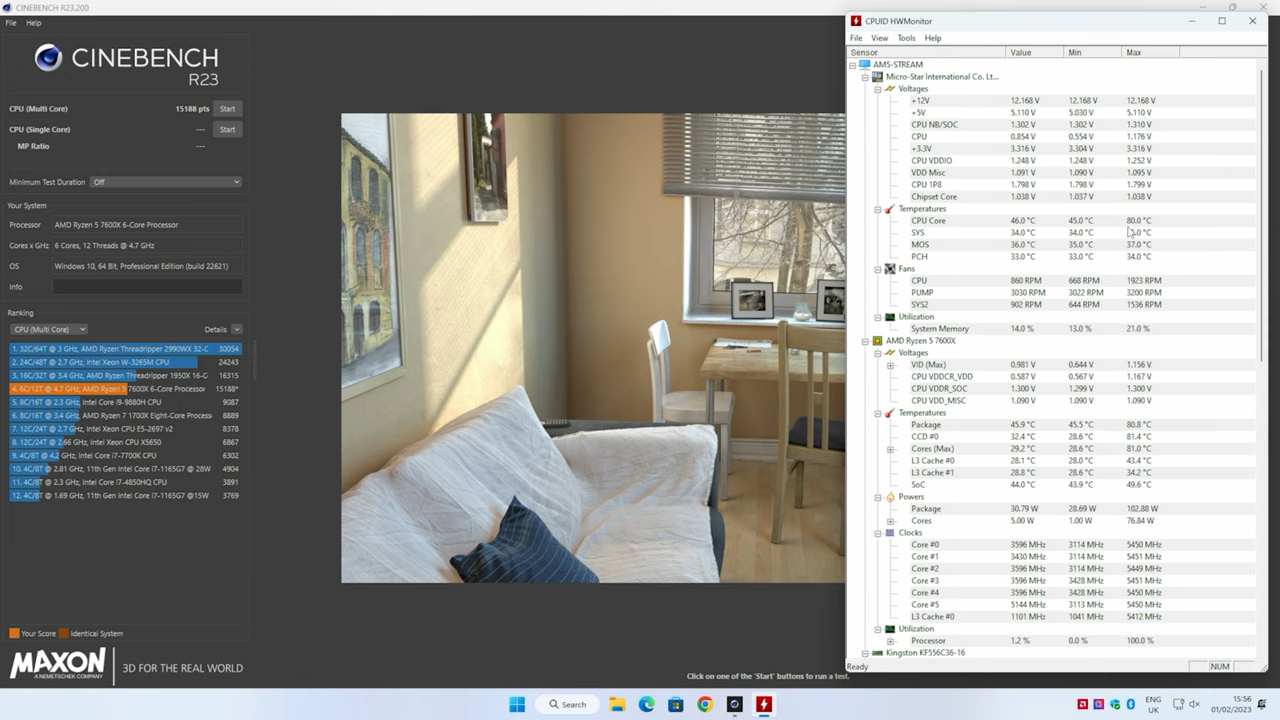 CINEBENCH R23.200
File Help
CINEBENCH
R23
CPU (Multi Core) 15188 pts Start
CPU (Single Core) --- Start
MP Ratio ---
Minimum Test Duration Off
Your System
Processor AMD Ryzen 5 7600X 6-Core Processor
Cores x GHz 6 Cores, 12 Threads @ 4.7 GHz
OS Windows 10, 64 Bit, Professional Edition (build 22621)
Info
Ranking
CPU (Multi Core) Details
1. 32C/64T @ 3 GHz, AMD Ryzen Threadripper 2990WX 32-C 30054
2. 24C/48T @ 2.7 GHz, Intel Xeon W-3265M CPU 24243
3. 16C/32T @ 3.4 GHz, AMD Ryzen Threadripper 1950X 16-C 16315
4. 6C/12T @ 4.7 GHz, AMD Ryzen 5 7600X 6-Core Processor 15188*
5. 8C/16T @ 2.3 GHz, Intel Core i9-9880H CPU 9087
6. 8C/16T @ 3.4 GHz, AMD Ryzen 7 1700X Eight-Core Process 8889
7. 12C/24T @ 2.7 GHz, Intel Xeon CPU E5-2697 v2 8378
8. 12C/24T @ 2.66 GHz, Intel Xeon CPU X5650 6867
9. 4C/8T @ 4.2 GHz, Intel Core i7-7700K CPU 6302
10. 4C/8T @ 2.81 GHz, 11th Gen Intel Core i7-1165G7 @ 28W 4904
11. 4C/8T @ 2.3 GHz, Intel Core i7-4850HQ CPU 3891
12. 4C/8T @ 1.69 GHz, 11th Gen Intel Core i7-1165G7 @15W 3769
Your Score Identical System
MAXON 3D FOR THE REAL WORLD
A NEMETSCHEK COMPANY
Click on one of the 'Start' buttons to run a test.
CPUID HWMonitor
File View Tools Help
Sensor Value Min Max
AM5-STREAM
Micro-Star International Co. Lt...
Voltages
+12V 12.168 V 12.168 V 12.168 V
+5V 5.110 V 5.030 V 5.110 V
CPU NB/SOC 1.302 V 1.302 V 1.310 V
CPU 0.854 V 0.554 V 1.176 V
+3.3V 3.316 V 3.304 V 3.316 V
CPU VDDIO 1.248 V 1.248 V 1.252 V
VDD Misc 1.091 V 1.090 V 1.095 V
CPU 1P8 1.798 V 1.798 V 1.799 V
Chipset Core 1.038 V 1.037 V 1.038 V
Temperatures
CPU Core 46.0 °C 45.0 °C 80.0 °C
SYS 34.0 °C 34.0 °C
MOS 36.0 °C 35.0 °C 37.0 °C
PCH 33.0 °C 33.0 °C 34.0 °C
Fans
CPU 860 RPM 668 RPM 1923 RPM
PUMP 3030 RPM 3022 RPM 3200 RPM
SYS2 902 RPM 644 RPM 1536 RPM
Utilization
System Memory 14.0 % 13.0 % 21.0 %
AMD Ryzen 5 7600X
Voltages
VID (Max) 0.981 V 0.644 V 1.156 V
CPU VDDCR_VDD 0.587 V 0.567 V 1.167 V
CPU VDDR_SOC 1.300 V 1.299 V 1.300 V
CPU VDD_MISC 1.090 V 1.090 V 1.090 V
Temperatures
Package 45.9 °C 45.5 °C 80.8 °C
CCD #0 32.4 °C 28.6 °C 81.4 °C
Cores (Max) 29.2 °C 28.6 °C 81.0 °C
L3 Cache #0 28.1 °C 28.0 °C 43.4 °C
L3 Cache #1 28.8 °C 28.6 °C 34.2 °C
SoC 44.0 °C 43.9 °C 49.6 °C
Powers
Package 30.79 W 28.69 W 102.88 W
Cores 5.00 W 1.00 W 76.84 W
Clocks
Core #0 3596 MHz 3114 MHz 5450 MHz
Core #1 3430 MHz 3114 MHz 5451 MHz
Core #2 3596 MHz 3114 MHz 5449 MHz
Core #3 3596 MHz 3428 MHz 5451 MHz
Core #4 3596 MHz 3428 MHz 5450 MHz
Core #5 5144 MHz 3113 MHz 5450 MHz
L3 Cache #0 1101 MHz 1041 MHz 5412 MHz
Utilization
Processor 1.2 % 0.0 % 100.0 %
Kingston KF556C36-16
Ready NUM
Search
ENG
UK
15:56
01/02/2023